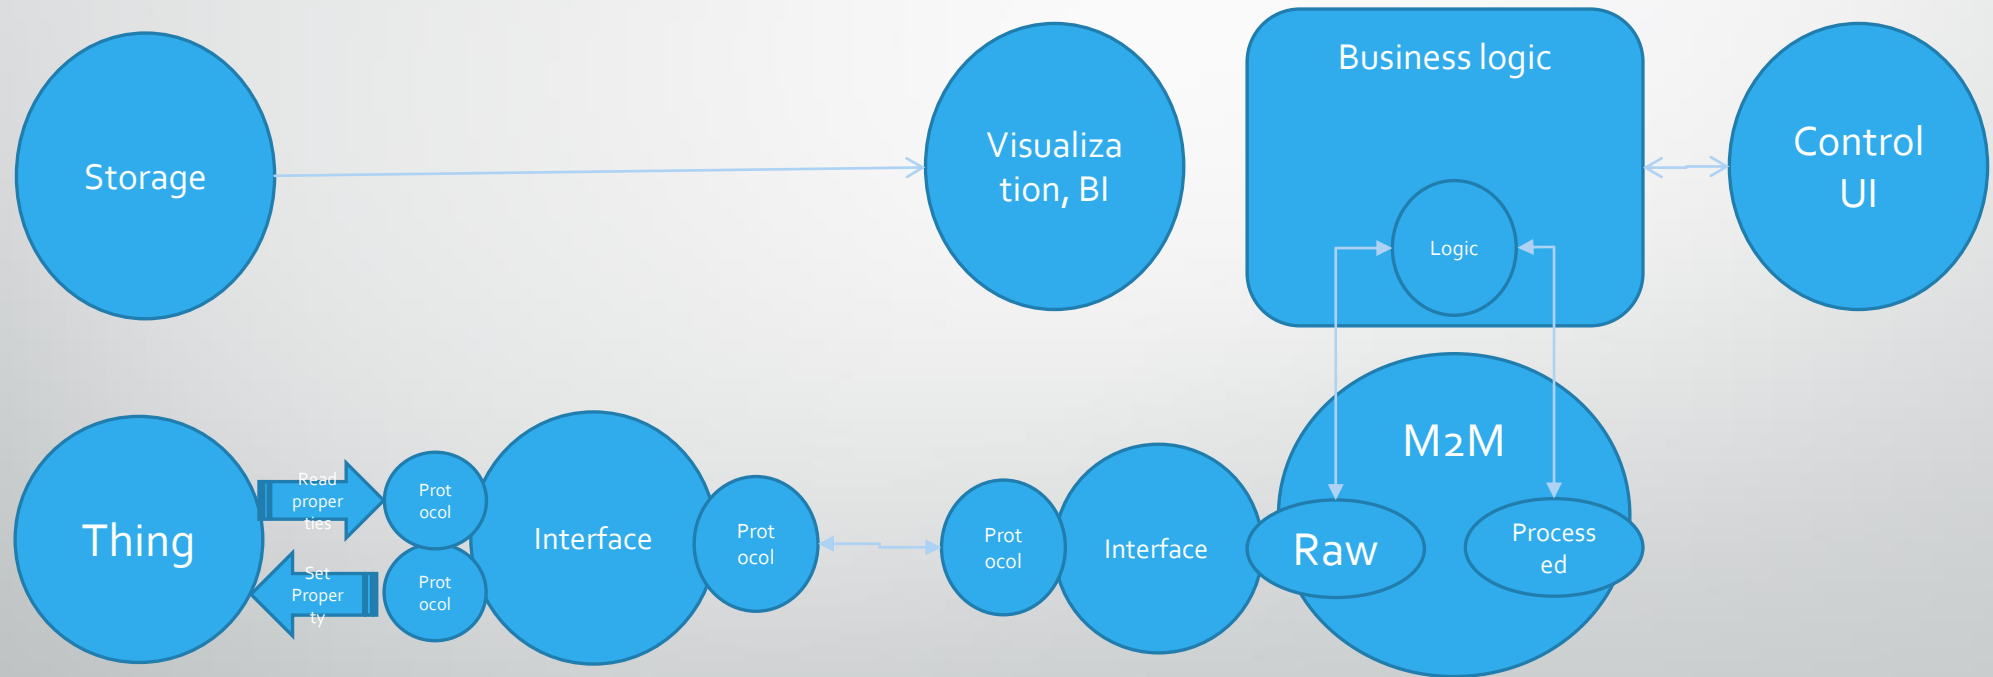 Storage
Visualiza
tion, BI
Business logic
Logic
Control
UI
Thing
Read
proper
ties
Set
Proper
ty
Prot
ocol
Prot
ocol
Interface
Prot
ocol
Prot
ocol
Interface
M2M
Raw
Process
ed